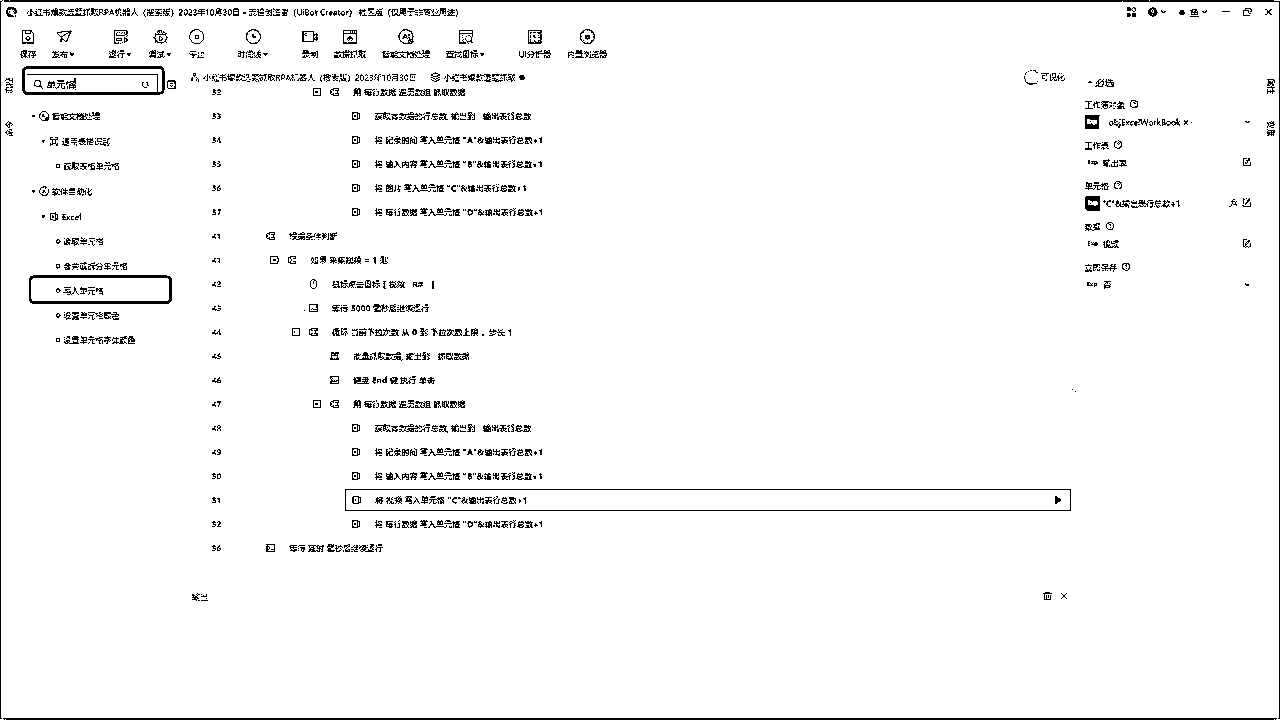 小红书爆款选题抓取RPA机器人（搜索版）2023年10月30日 - 流程创造者（UiBot Creator） 社区版（仅用于非商业用途）
保存 发布 运行 调试 停止 时间线 录制 数据抓取 智能文档处理 查找图标 UI分析器 内置浏览器
单元格
小红书爆款选题抓取RPA机器人（搜索版）2023年10月30日 小红书爆款选题抓取
可视化
智能文档处理
通用表格识别
获取表格单元格
软件自动化
Excel
读取单元格
合并或拆分单元格
写入单元格
设置单元格颜色
设置单元格字体颜色
32 用 每行数据 遍历数组 抓取数据
33 获取有数据的行总数, 输出到 输出表行总数
34 将 记录时间 写入单元格 "A"&输出表行总数+1
35 将 输入内容 写入单元格 "B"&输出表行总数+1
36 将 图片 写入单元格 "C"&输出表行总数+1
37 将 每行数据 写入单元格 "D"&输出表行总数+1
41 根据条件判断
41 如果 采集视频 = 1 则
42 鼠标点击目标
43 等待 5000 毫秒后继续运行
44 循环 当前下拉次数 从 0 到 下拉次数上限 ，步长 1
45 批量抓取数据, 输出到 抓取数据
46 键盘 End 键 执行 单击
47 用 每行数据 遍历数组 抓取数据
48 获取有数据的行总数, 输出到 输出表行总数
49 将 记录时间 写入单元格 "A"&输出表行总数+1
50 将 输入内容 写入单元格 "B"&输出表行总数+1
51 将 视频 写入单元格 "C"&输出表行总数+1
52 将 每行数据 写入单元格 "D"&输出表行总数+1
56 等待 延时 毫秒后继续运行
输出
必选
工作簿对象
Exp objExcelWorkBook ×
工作表
Exp 输出表
单元格
Exp "C"&输出表行总数+1
数据
Exp 视频
立即保存
Exp 否
属性
变量